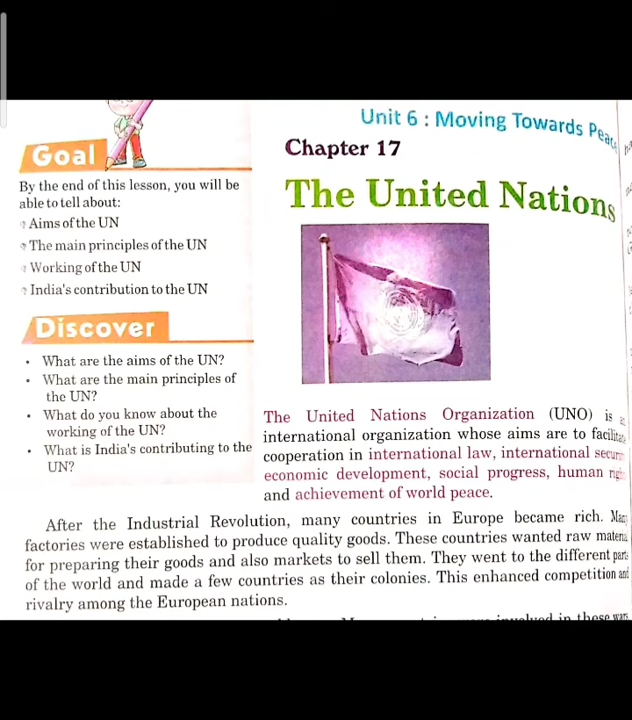 Unit 6 : Moving Towards
Chapter 17
The United Nations
Goal
By the end of this lesson, you will be
able to tell about:
Aims of the UN
The main principles of the UN
Working of the UN
India's contribution to the UN
Discover
• What are the aims of the UN?
• What are the main principles of
the UN?
• What do you know about the
working of the UN?
• What is India's contributing to the
UN?
The United Nations Organization (UNO) is
international organization whose aims are to
cooperation in international law, international
economic development, social progress, human
and achievement of world peace.
After the Industrial Revolution, many countries in Europe became rich.
factories were established to produce quality goods. These countries wanted raw
for preparing their goods and also markets to sell them. They went to the different
of the world and made a few countries as their colonies. This enhanced competition and
rivalry among the European nations.
involved in these